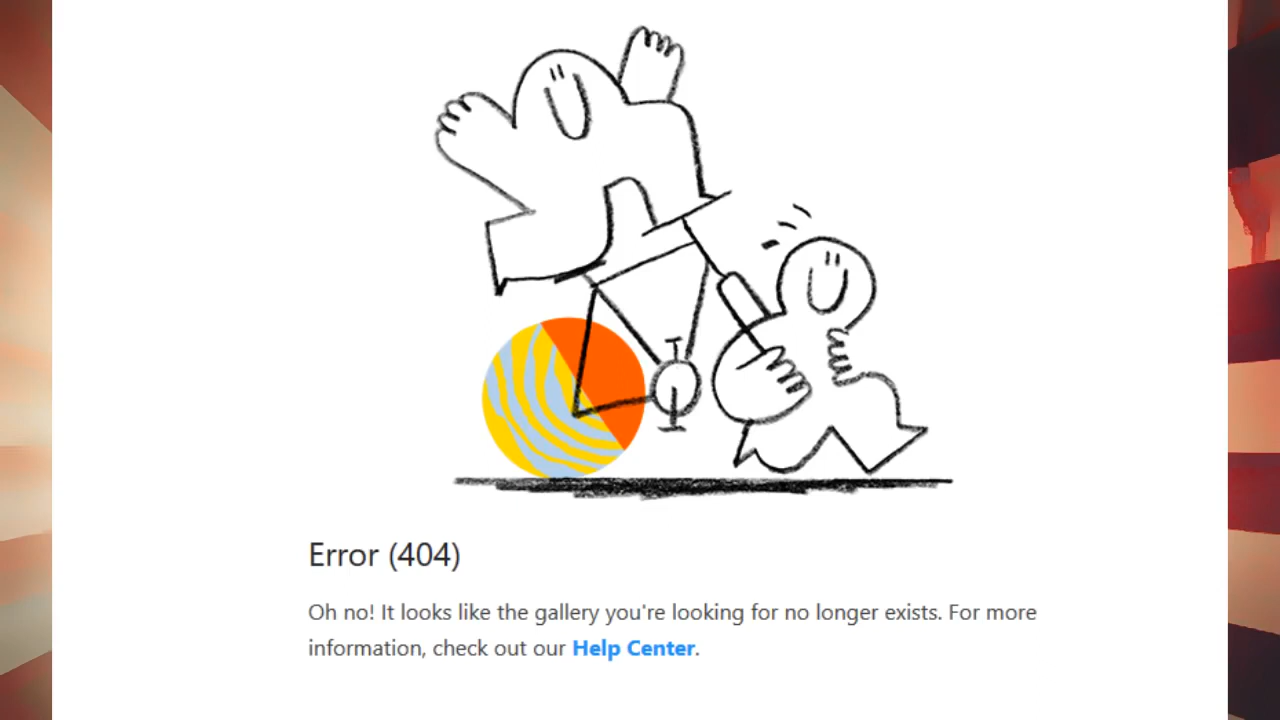 Error (404)
Oh no! It looks like the gallery you're looking for no longer exists. For more
information, check out our Help Center.